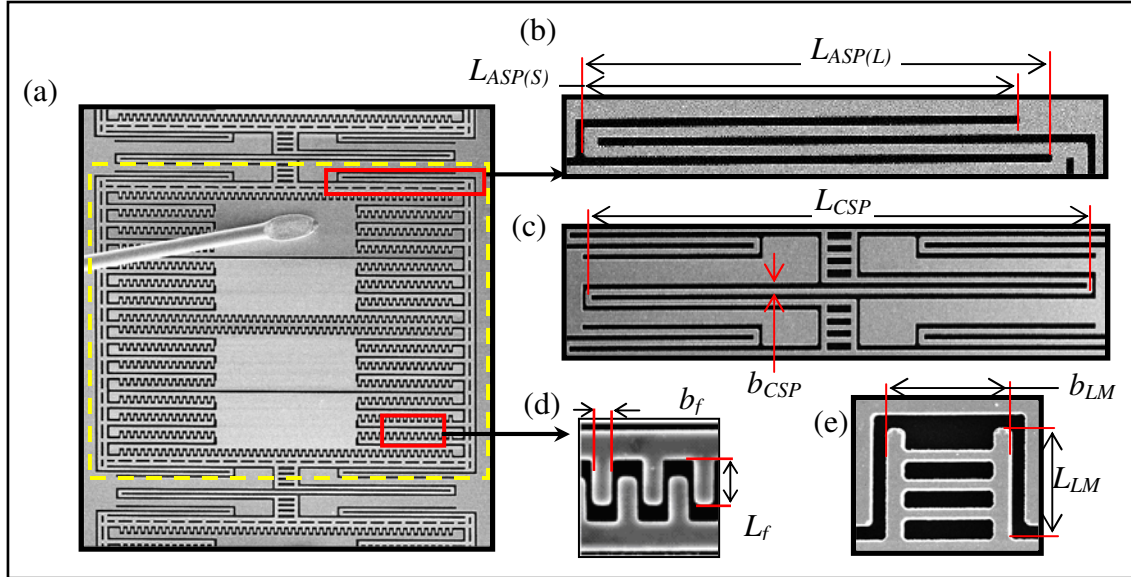 (a)
(b)
L_ASP(L)
L_ASP(S)
(c)
L_CSP
b_CSP
(d)
b_f
L_f
(e)
b_LM
L_LM